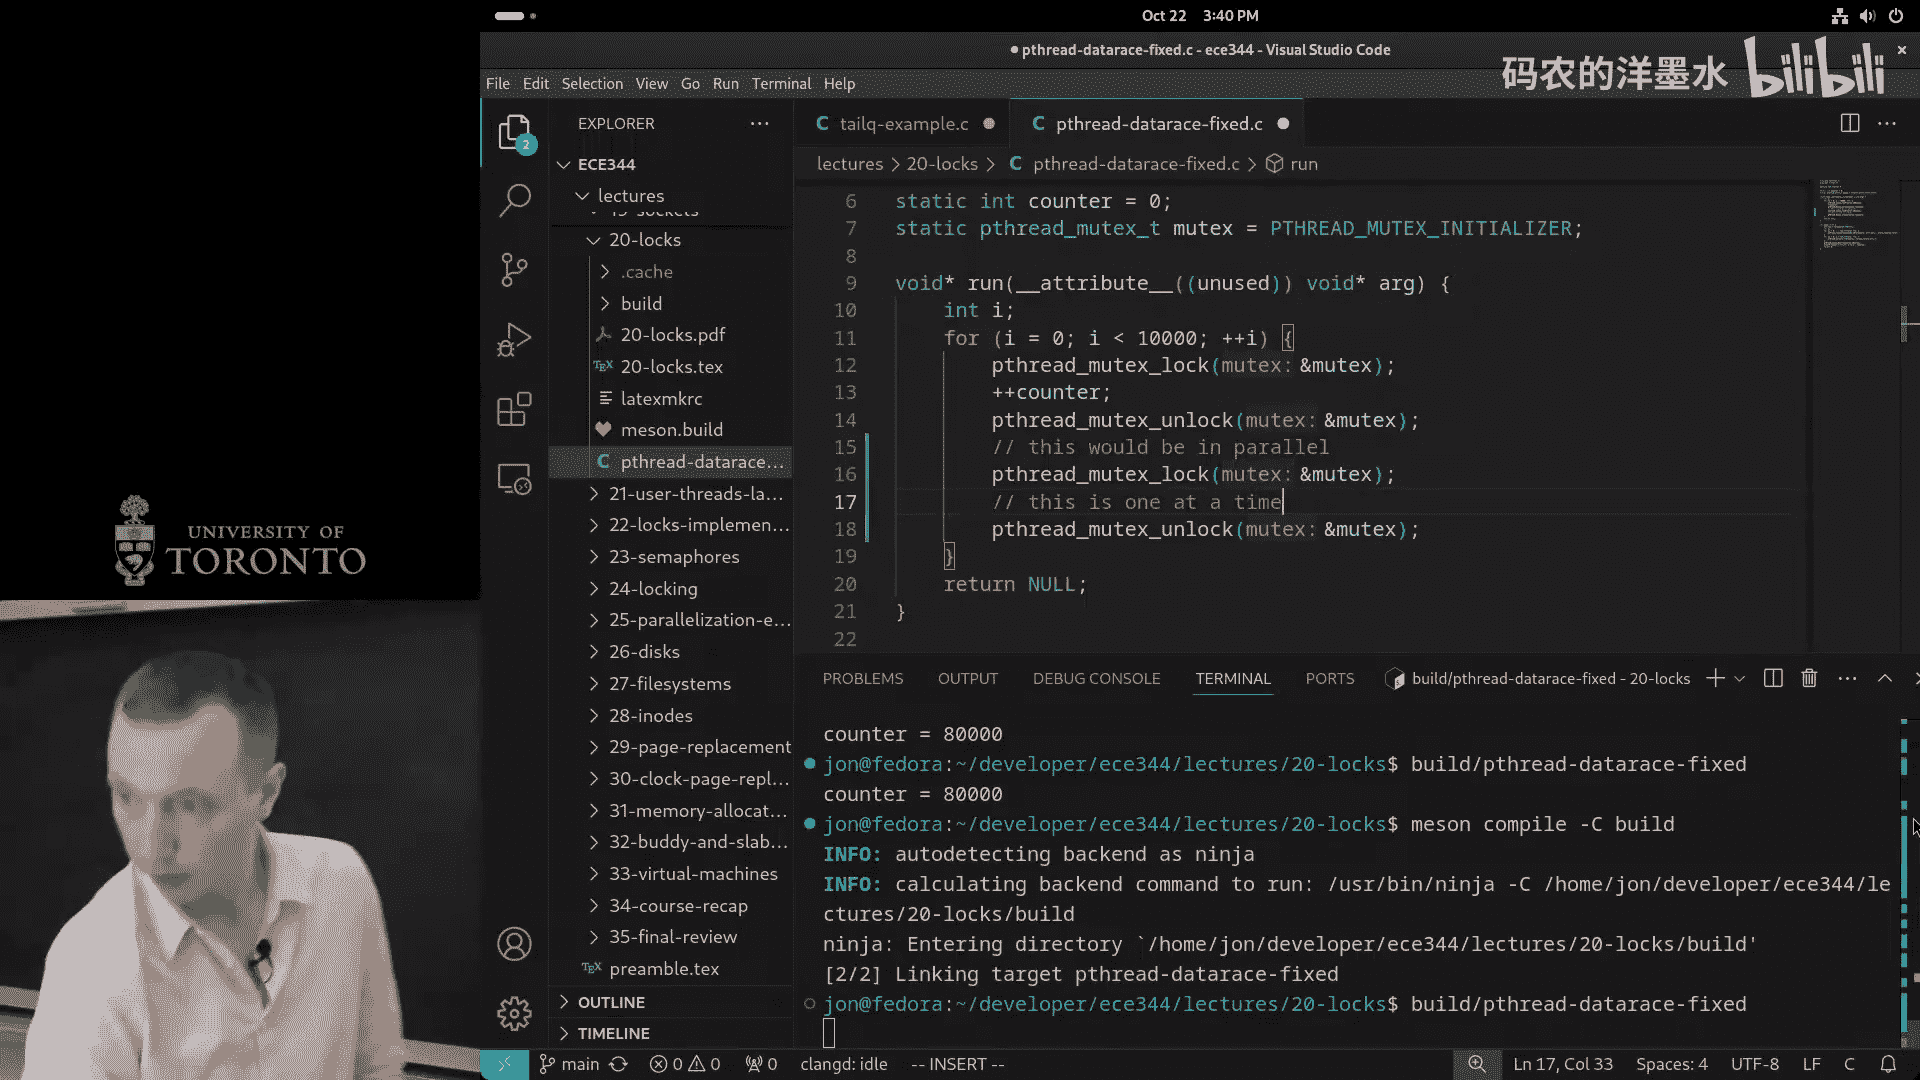 Oct 22 3:40 PM
pthread-datarace-fixed.c - ece344 - Visual Studio Code
码农的洋墨水 bilibili
File Edit Selection View Go Run Terminal Help
EXPLORER
tailq-example.c
pthread-datarace-fixed.c
2
ECE344
lectures > 20-locks > C pthread-datarace-fixed.c > run
lectures
20-locks
.cache
build
20-locks.pdf
20-locks.tex
latexmkrc
meson.build
pthread-datarace...
21-user-threads-la...
22-locks-implemen...
23-semaphores
24-locking
25-parallelization-e...
26-disks
27-filesystems
28-inodes
29-page-replacement
30-clock-page-repl...
31-memory-allocat...
32-buddy-and-slab...
33-virtual-machines
34-course-recap
35-final-review
preamble.tex
OUTLINE
TIMELINE
6 static int counter = 0;
7 static pthread_mutex_t mutex = PTHREAD_MUTEX_INITIALIZER;
8
9 void* run(__attribute__((unused)) void* arg) {
10 int i;
11 for (i = 0; i < 10000; ++i) {
12 pthread_mutex_lock(mutex: &mutex);
13 ++counter;
14 pthread_mutex_unlock(mutex: &mutex);
15 // this would be in parallel
16 pthread_mutex_lock(mutex: &mutex);
17 // this is one at a time
18 pthread_mutex_unlock(mutex: &mutex);
19 }
20 return NULL;
21 }
22
PROBLEMS OUTPUT DEBUG CONSOLE TERMINAL PORTS build/pthread-datarace-fixed - 20-locks
counter = 80000
jon@fedora:~/developer/ece344/lectures/20-locks$ build/pthread-datarace-fixed
counter = 80000
jon@fedora:~/developer/ece344/lectures/20-locks$ meson compile -C build
INFO: autodetecting backend as ninja
INFO: calculating backend command to run: /usr/bin/ninja -C /home/jon/developer/ece344/le
ctures/20-locks/build
ninja: Entering directory `/home/jon/developer/ece344/lectures/20-locks/build'
[2/2] Linking target pthread-datarace-fixed
jon@fedora:~/developer/ece344/lectures/20-locks$ build/pthread-datarace-fixed
main 0 0 0 clangd: idle -- INSERT -- Ln 17, Col 33 Spaces: 4 UTF-8 LF C
UNIVERSITY OF
TORONTO